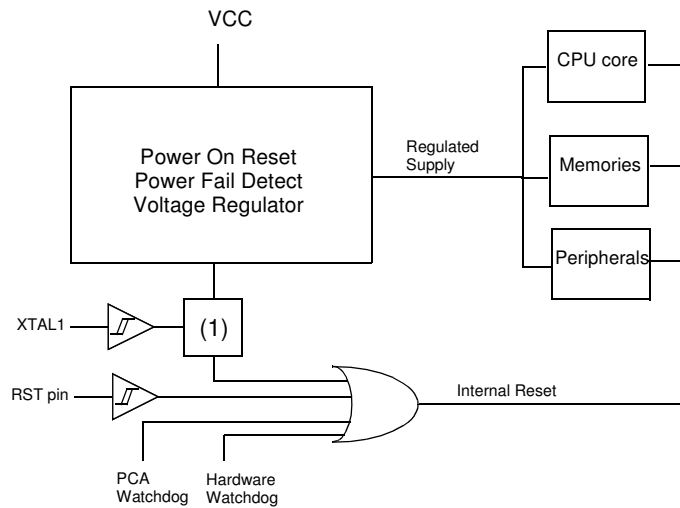 VCC
CPU core
Power On Reset
Power Fail Detect
Voltage Regulator
Regulated
Supply
Memories
Peripherals
XTAL1
(1)
RST pin
Internal Reset
PCA
Watchdog
Hardware
Watchdog